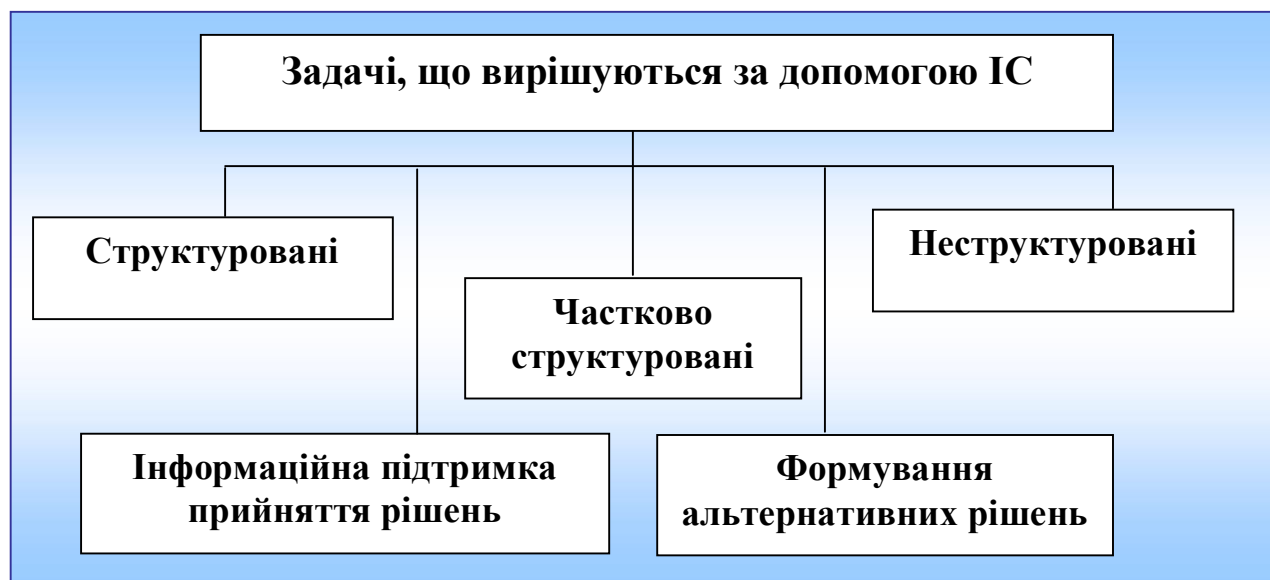 Задачі, що вирішуються за допомогою ІС
Структуровані
Неструктуровані
Частково
структуровані
Інформаційна підтримка
прийняття рішень
Формування
альтернативних рішень